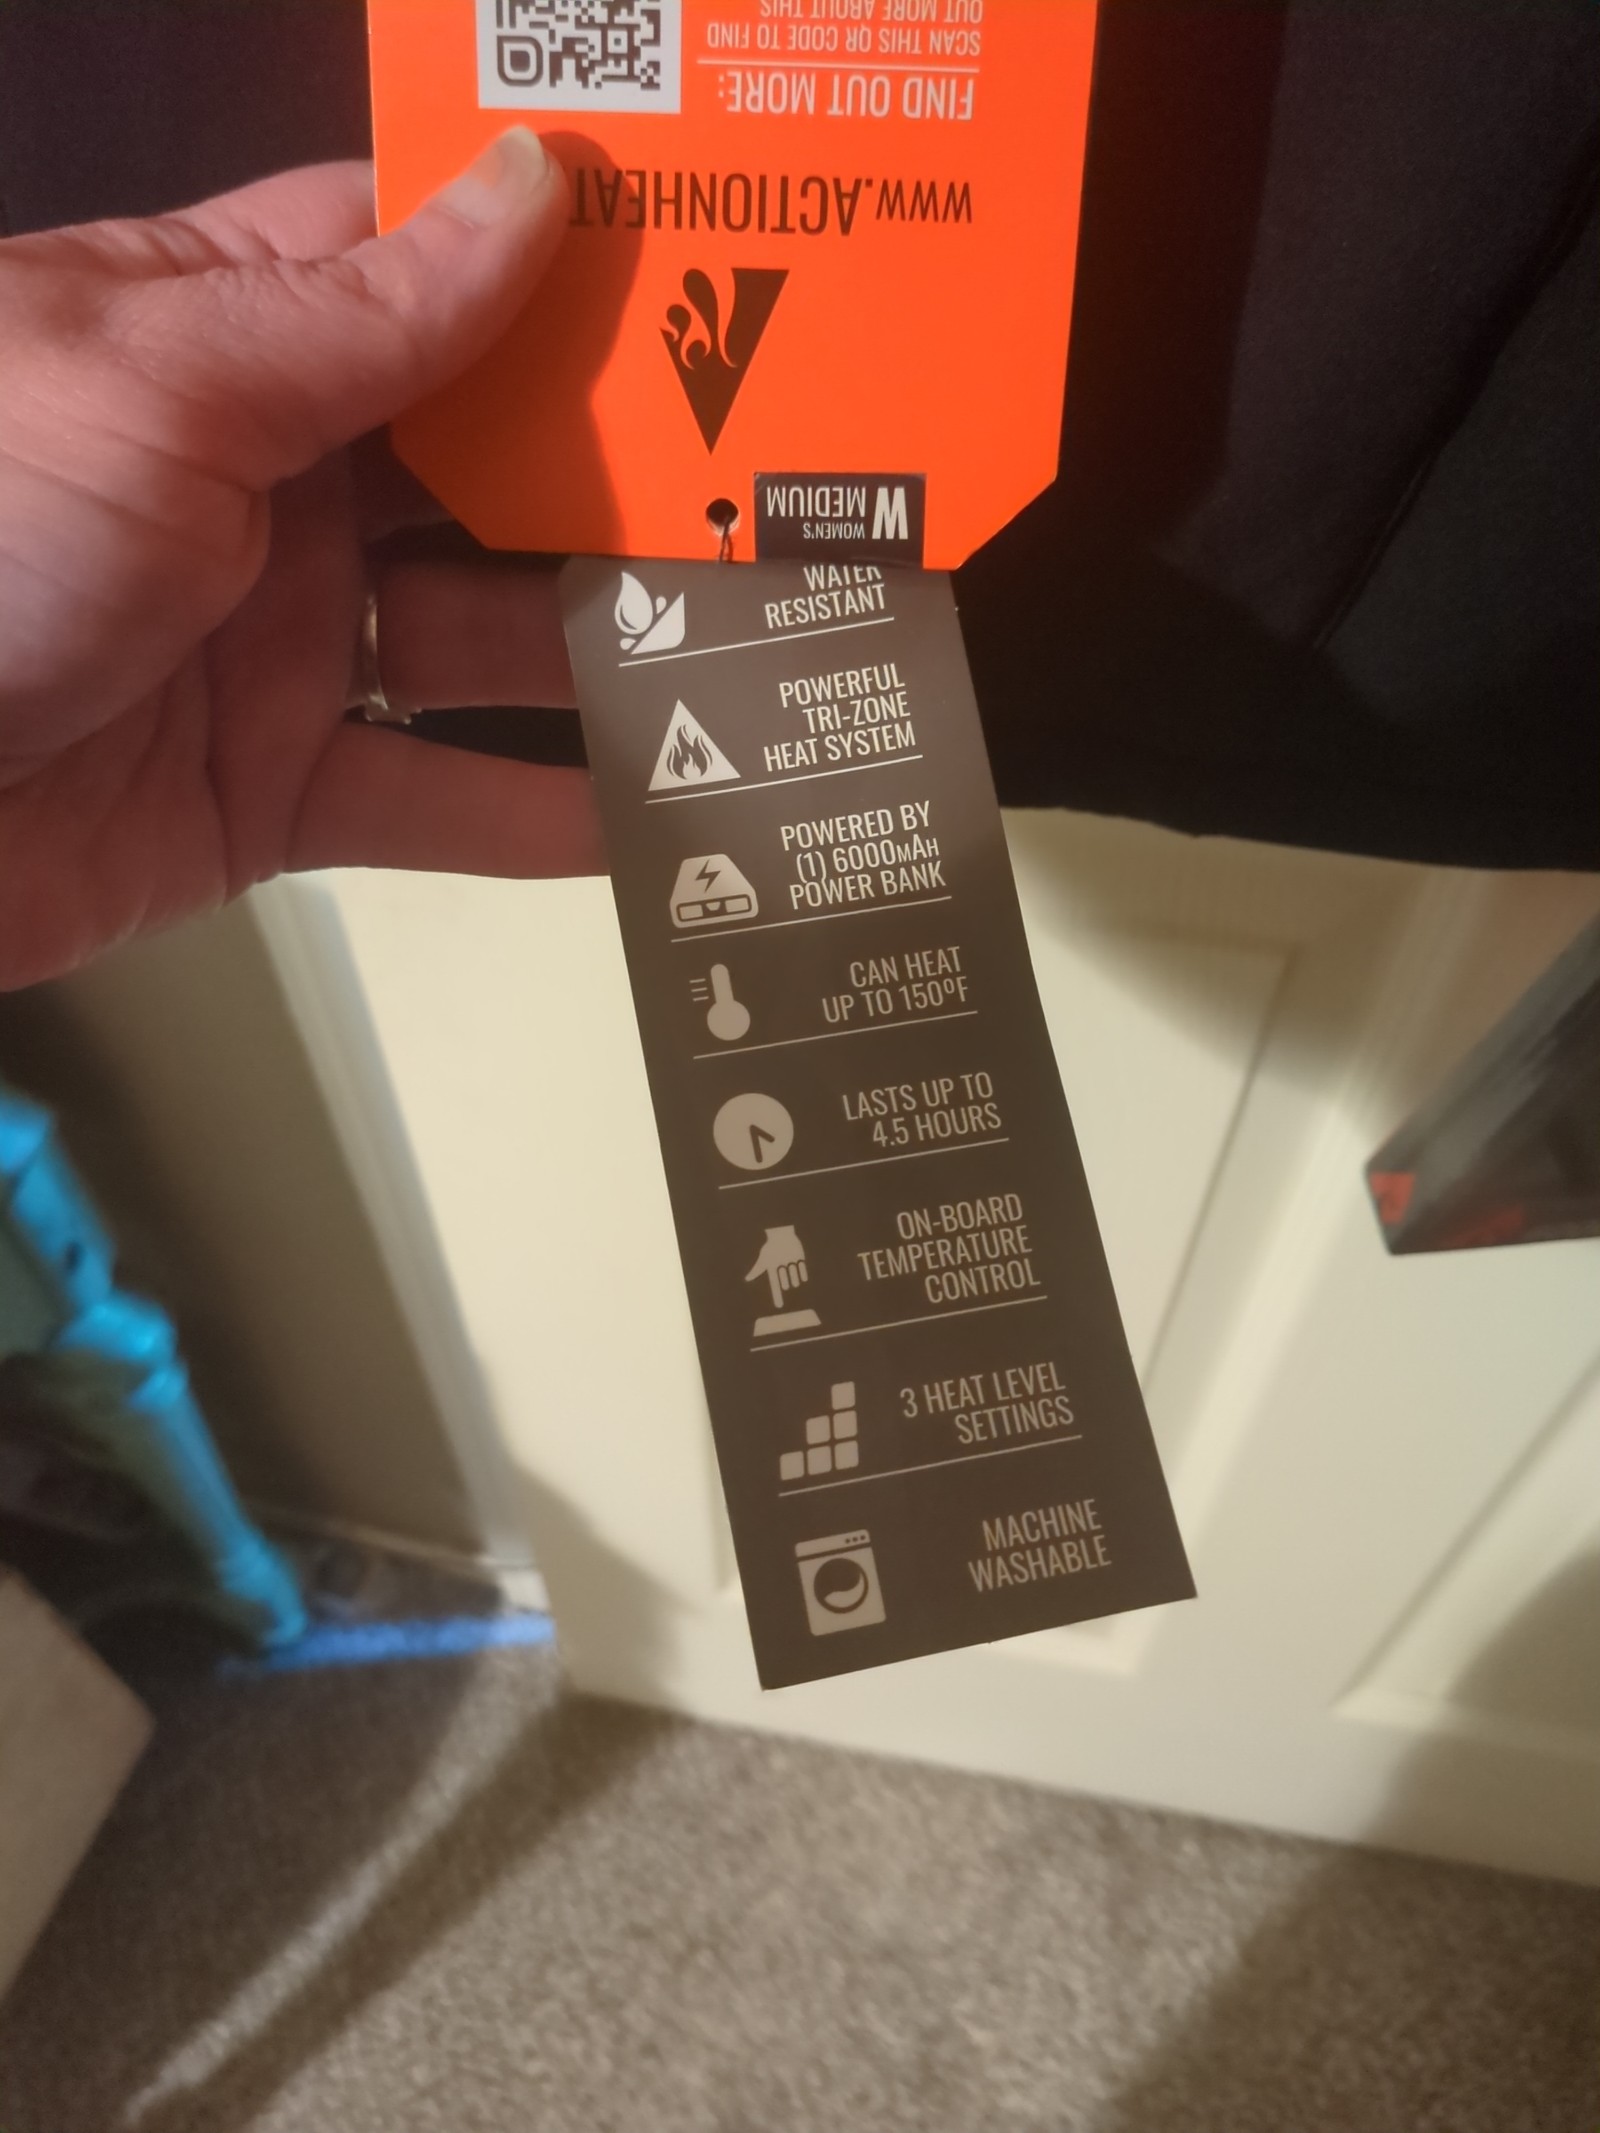 WATER
RESISTANT
POWERFUL
TRI-ZONE
HEAT SYSTEM
POWERED BY
(1) 6000MAH
POWER BANK
CAN HEAT
UP TO 150ºF
LASTS UP TO
4.5 HOURS
ON-BOARD
TEMPERATURE
CONTROL
3 HEAT LEVEL
SETTINGS
MACHINE
WASHABLE
W
WOMEN'S
MEDIUM
WWW.ACTIONHEAT
FIND OUT MORE:
SCAN THIS QR CODE TO FIND
OUT MORE ABOUT THIS